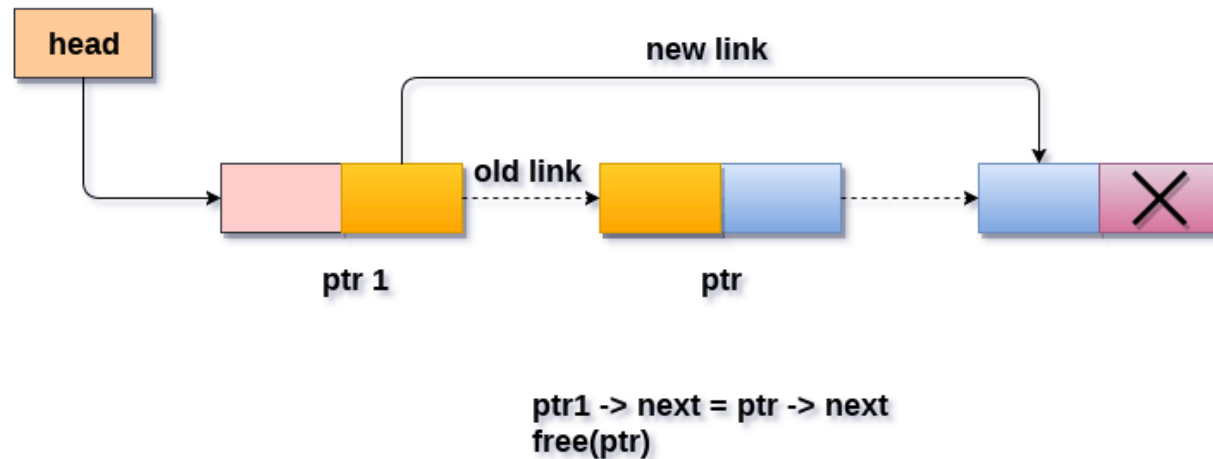 head
new link
old link
ptr 1
ptr
ptr1 -> next = ptr -> next
free(ptr)